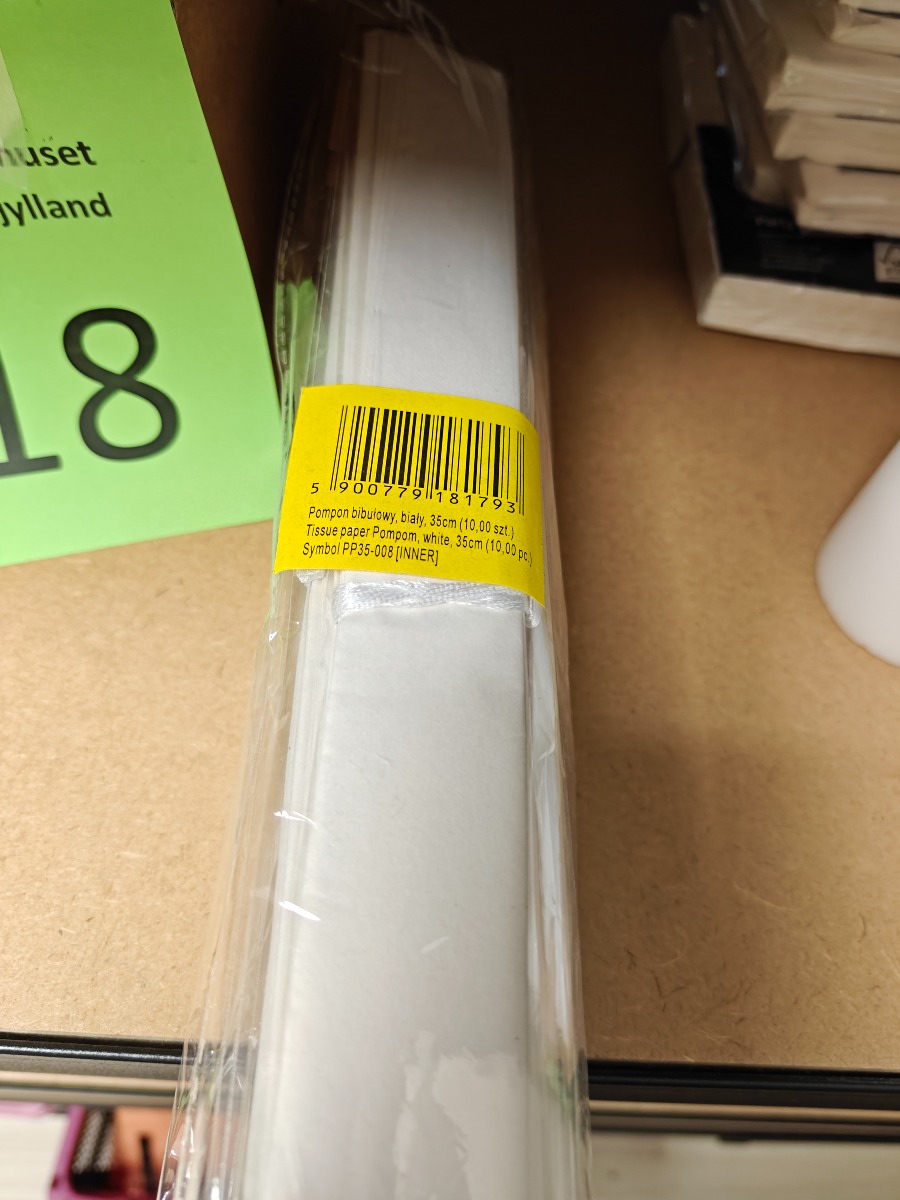 huset
jylland
18
5 900779 181793
Pompon bibułowy, biały, 35cm (10,00 szt.)
Tissue paper Pompom, white, 35cm (10,00 pc.)
Symbol PP35-008 [INNER]